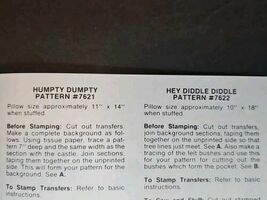 HUMPTY DUMPTY
PATTERN #7621
Pillow size approximately 11" x 14"
when stuffed.
Before Stamping: Cut out transfers.
Make a complete background as fol-
lows. Using tissue paper, trace a pat-
tern 7" deep and the same width as the
section with the castle. Join sections,
taping them together on the unprinted
side. This will form your pattern for the
background. See A.
To Stamp Transfers: Refer to basic
instructions.
HEY DIDDLE DIDDLE
PATTERN #7622
Pillow size approximately 10" x 18"
when stuffed.
Before Stamping: Cut out transfers,
join background sections, taping them
together on the unprinted side so that
they are in one piece. See A. Also make
a tracing of the felt bushes and use this
for your pattern for cutting out the
bushes which form the pocket. See B.
To Stamp Transfers: Refer to basic
instructions.